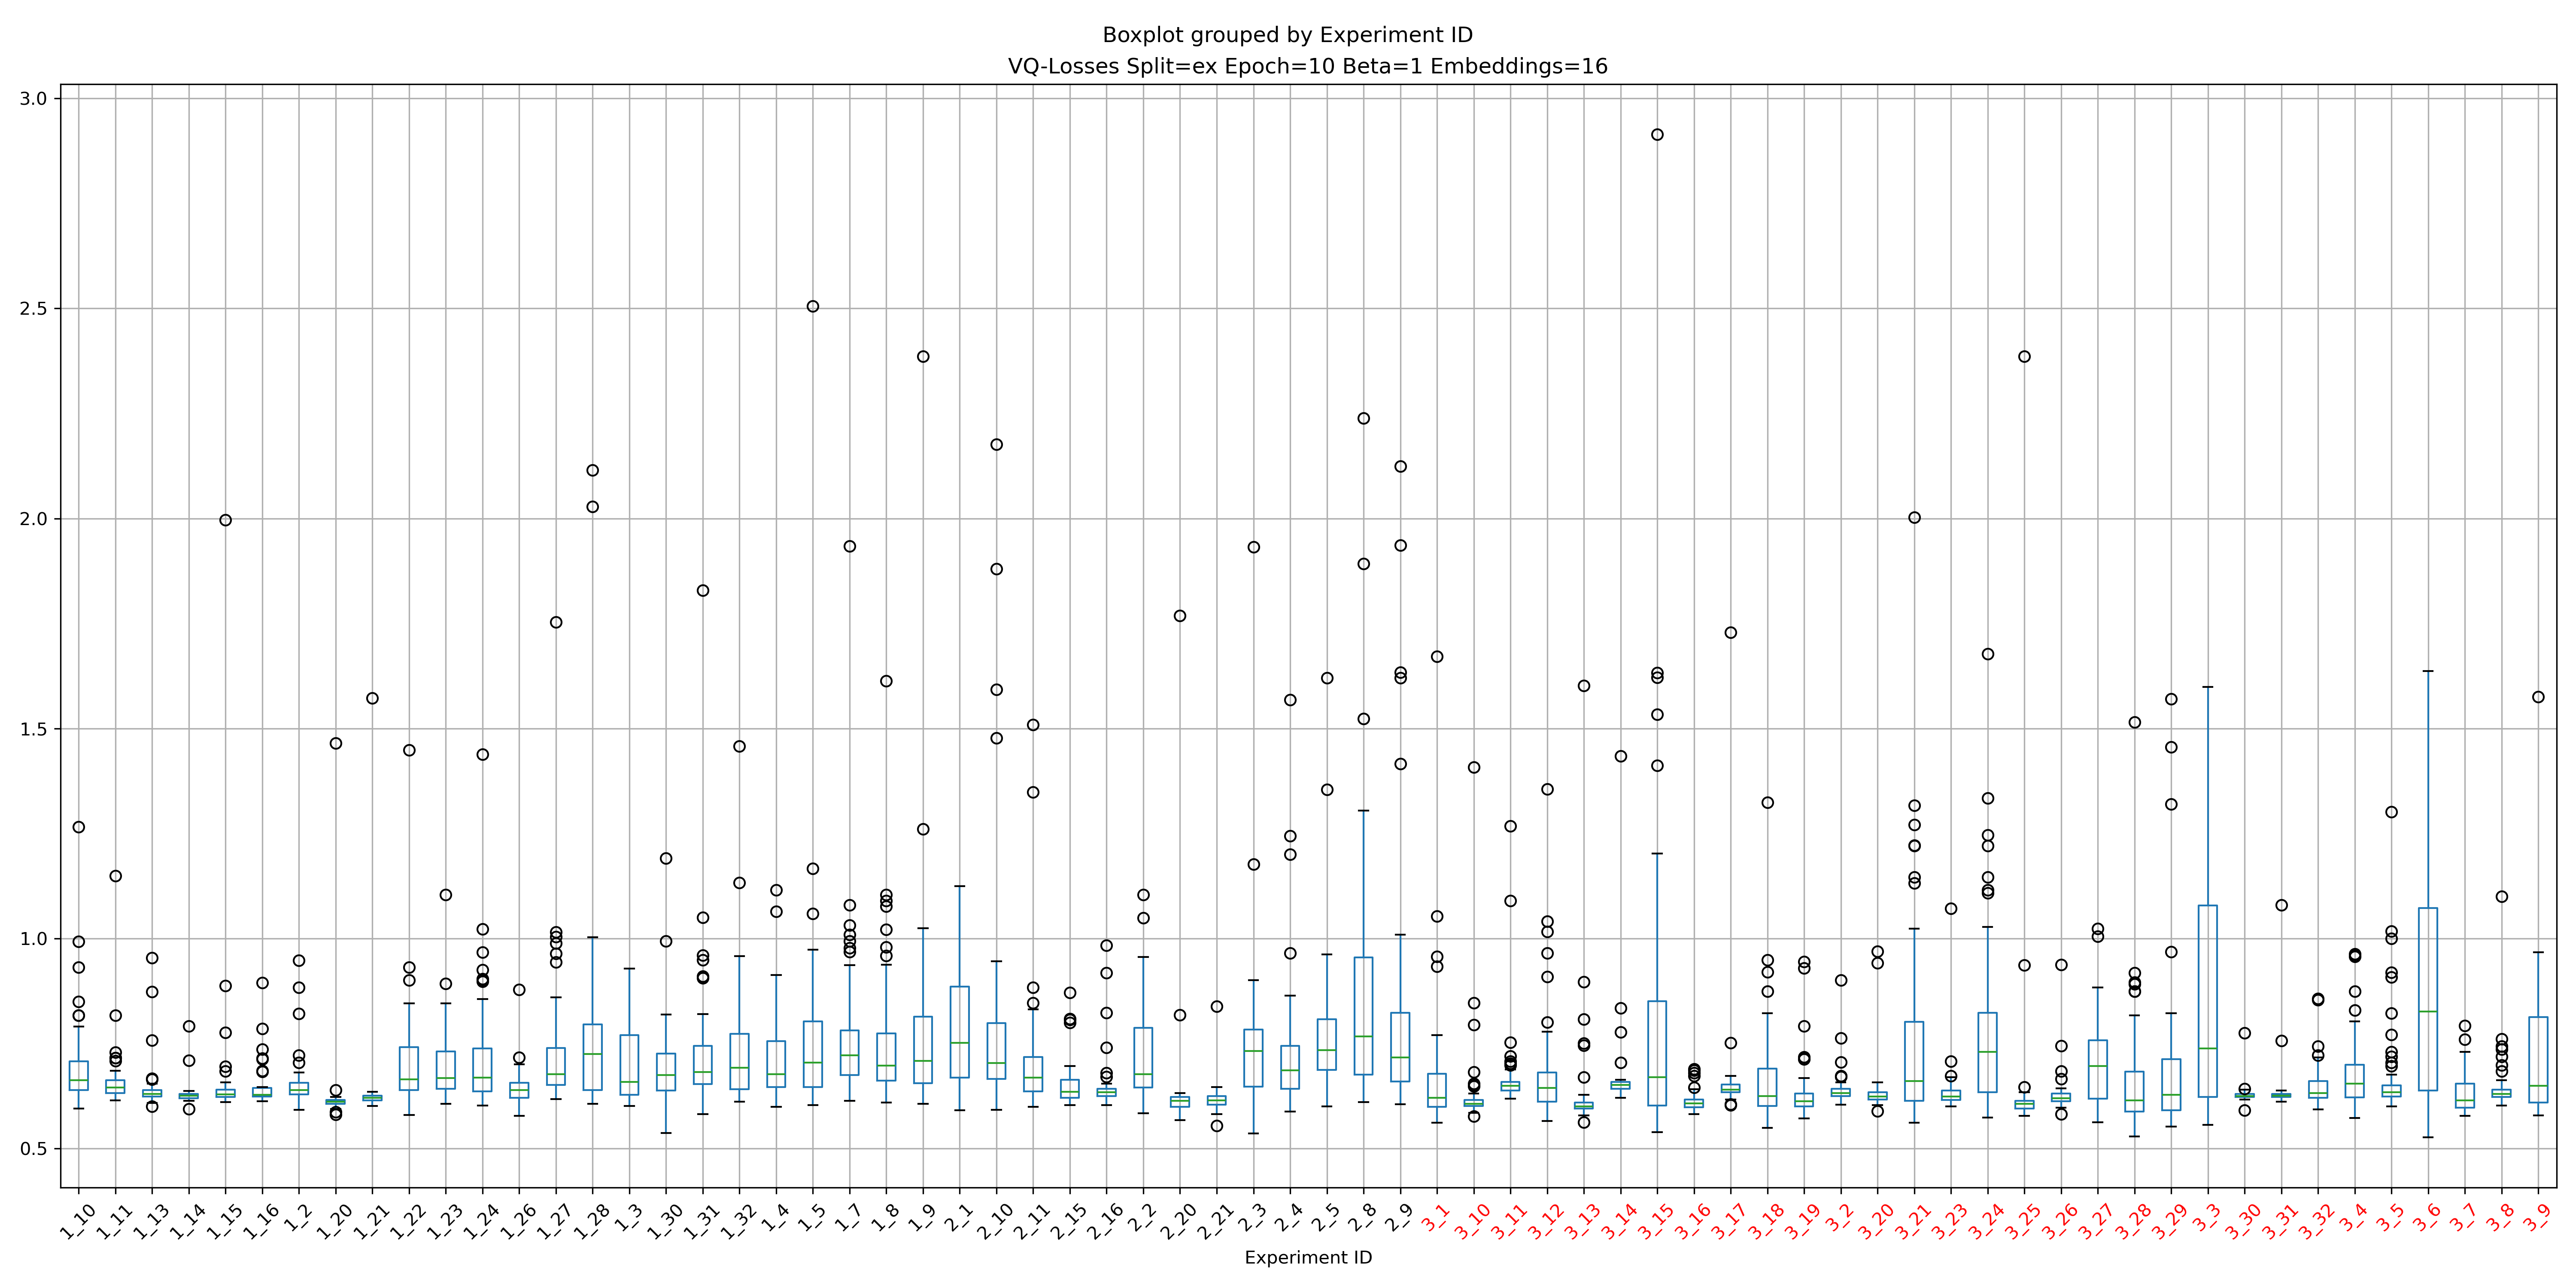 Boxplot grouped by Experiment ID
VQ-Losses Split=ex Epoch=10 Beta=1 Embeddings=16
3.0
2.5
2.0
1.5
1.0
0.5
1_10 1_11 1_13 1_14 1_15 1_16 1_2 1_20 1_21 1_22 1_23 1_24 1_26 1_27 1_28 1_3 1_30 1_31 1_32 1_4 1_5 1_7 1_8 1_9 2_1 2_10 2_11 2_15 2_16 2_2 2_20 2_21 2_3 2_4 2_5 2_8 2_9 3_1 3_10 3_11 3_12 3_13 3_14 3_15 3_16 3_17 3_18 3_19 3_2 3_20 3_21 3_23 3_24 3_25 3_26 3_27 3_28 3_29 3_3 3_30 3_31 3_32 3_4 3_5 3_6 3_7 3_8 3_9
Experiment ID